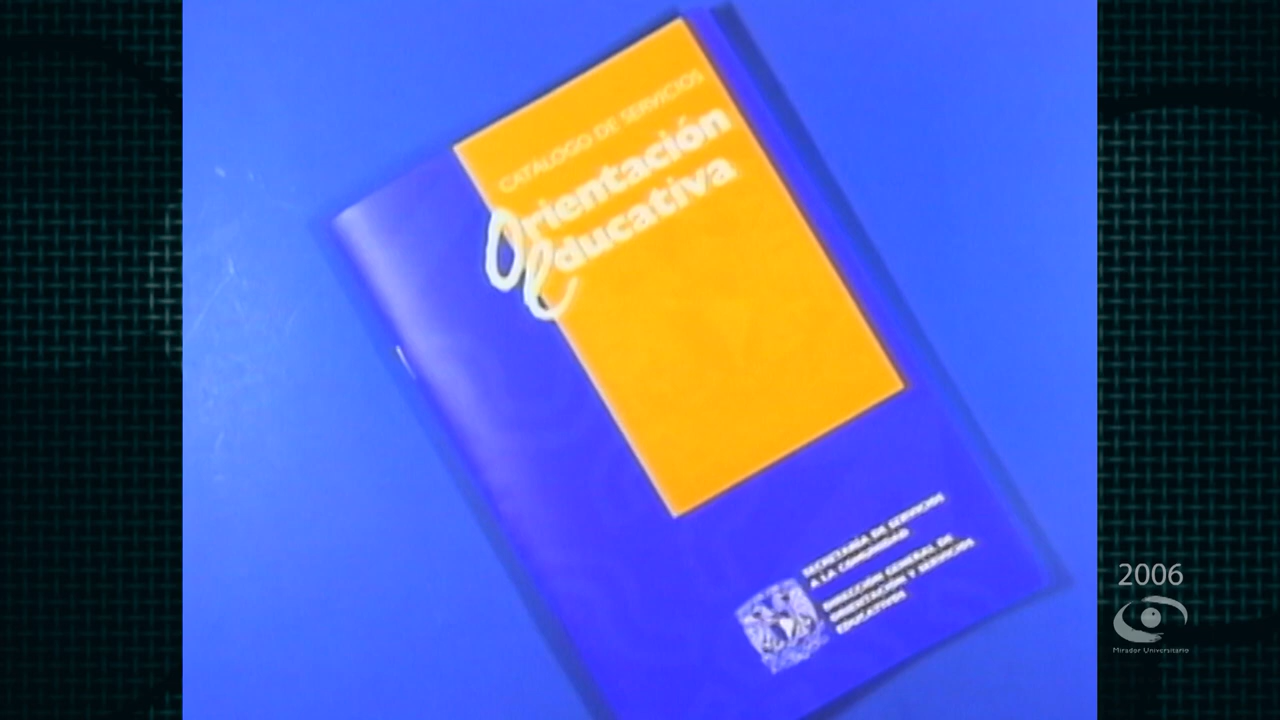 CATÁLOGO DE SERVICIOS
Orientación
educativa
SECRETARÍA DE SERVICIOS
A LA COMUNIDAD
DIRECCIÓN GENERAL DE
ORIENTACIÓN Y SERVICIOS
EDUCATIVOS
2006
Mirador Universitario